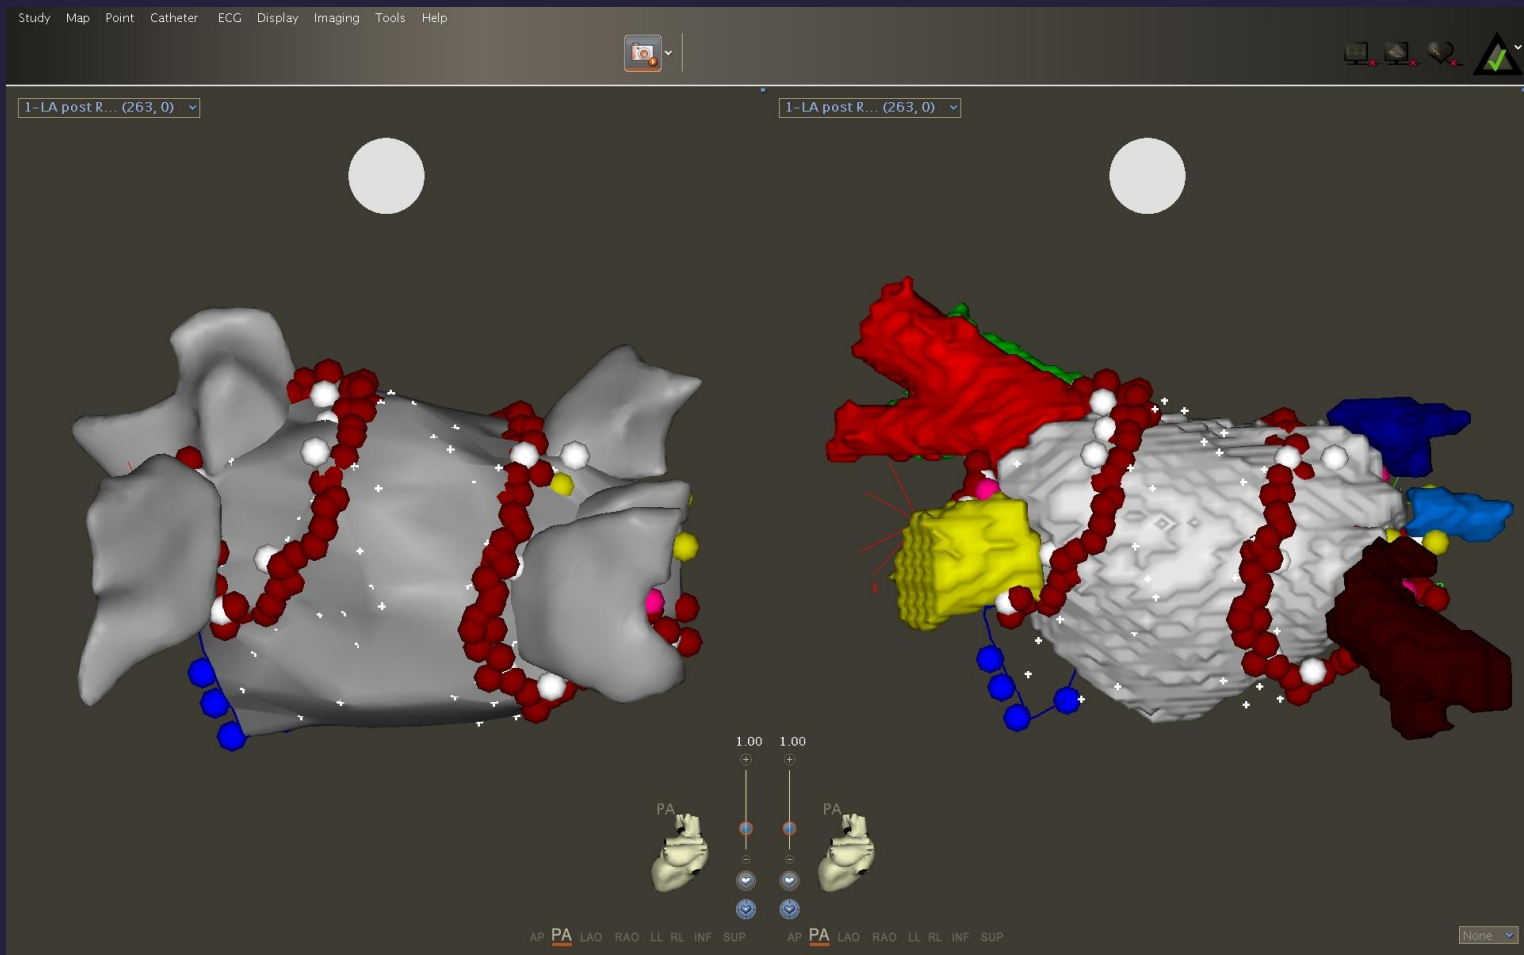 Study Map Point Catheter ECG Display Imaging Tools Help
1-LA post R... (263, 0) 1-LA post R... (263, 0)
L
1.00 1.00
PA PA
AP PA LAO RAO LL RL INF SUP AP PA LAO RAO LL RL INF SUP
None